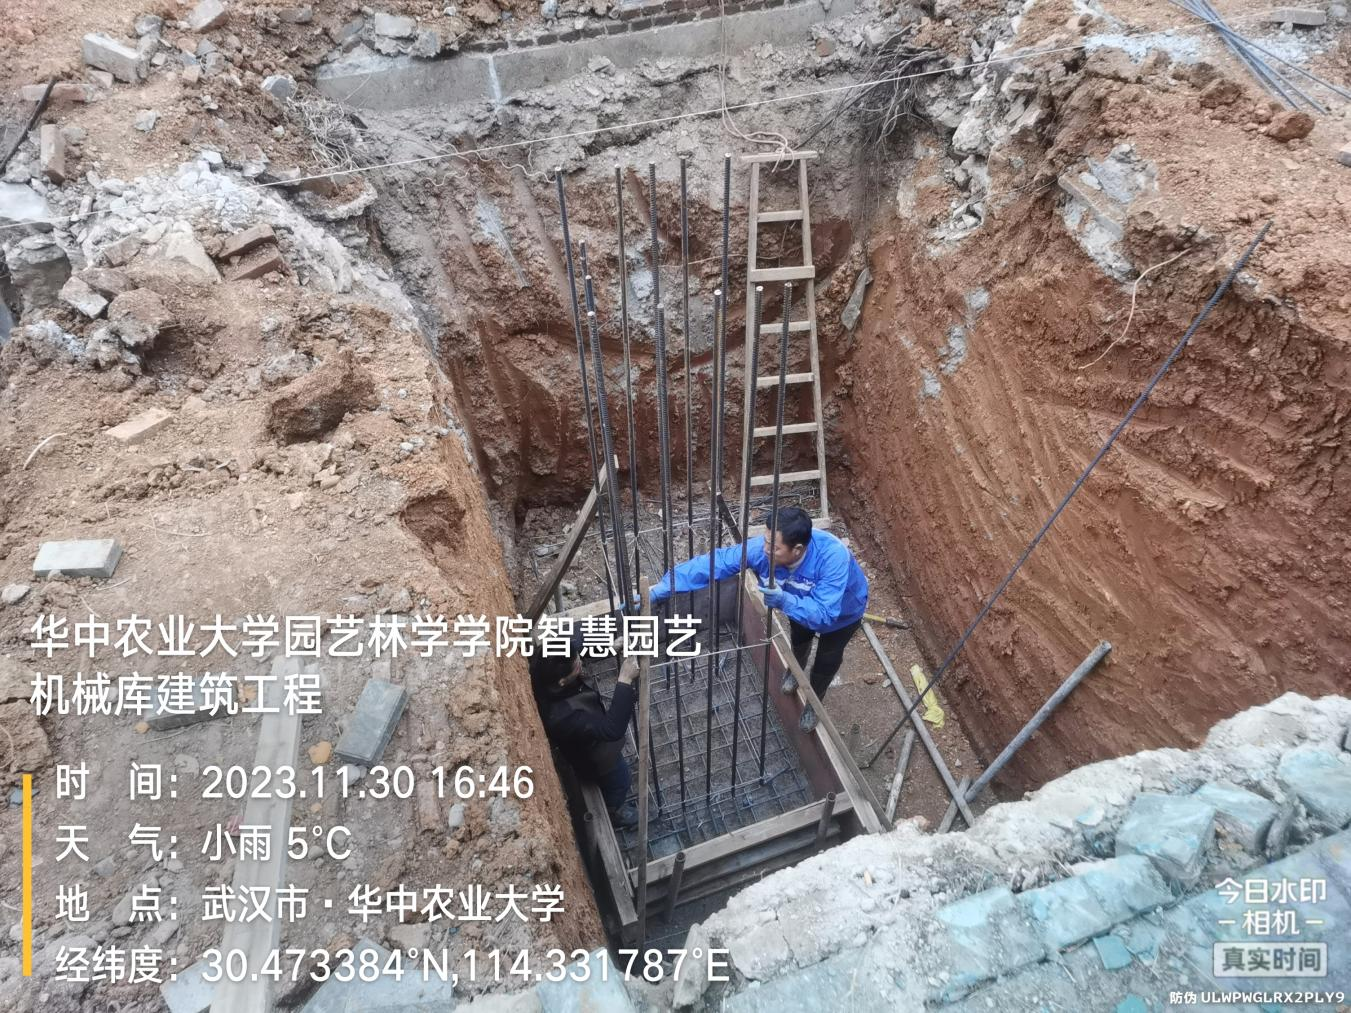 华中农业大学园艺林学学院智慧园艺
机械库建筑工程
时 间：2023.11.30 16:46
天 气：小雨 5℃
地 点：武汉市·华中农业大学
经纬度：30.473384°N,114.331787°E
今日水印
相机
真实时间
防伪 ULWPWGLRX2PLY9